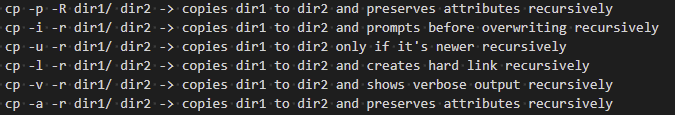 cp -p -R dir1/ dir2 -> copies dir1 to dir2 and preserves attributes recursively
cp -i -r dir1/ dir2 -> copies dir1 to dir2 and prompts before overwriting recursively
cp -u -r dir1/ dir2 -> copies dir1 to dir2 only if it's newer recursively
cp -l -r dir1/ dir2 -> copies dir1 to dir2 and creates hard link recursively
cp -v -r dir1/ dir2 -> copies dir1 to dir2 and shows verbose output recursively
cp -a -r dir1/ dir2 -> copies dir1 to dir2 and preserves attributes recursively